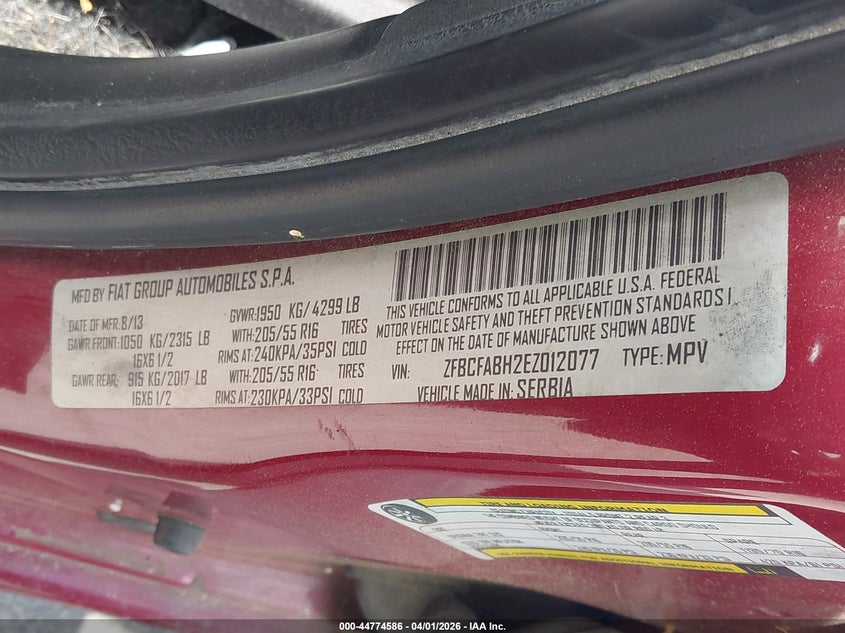 MFD BY FIAT GROUP AUTOMOBILES S.P.A.
DATE OF MFR: 8/13 GVWR:1950 KG/ 4299 LB
GAWR FRONT: 1050 KG/2315 LB WITH: 205/55 R16 TIRES
16X6 1/2 RIMS AT: 240KPA/35PSI COLD
GAWR REAR: 915 KG/2017 LB WITH: 205/55 R16 TIRES
16X6 1/2 RIMS AT: 230KPA/33PSI COLD
THIS VEHICLE CONFORMS TO ALL APPLICABLE U.S.A. FEDERAL
MOTOR VEHICLE SAFETY AND THEFT PREVENTION STANDARDS I
EFFECT ON THE DATE OF MANUFACTURE SHOWN ABOVE
VIN: ZFBCFABH2EZ012077 TYPE: MPV
VEHICLE MADE IN: SERBIA
TIRE AND LOADING INFORMATION
000-44774586 - 04/01/2026 - IAA Inc.